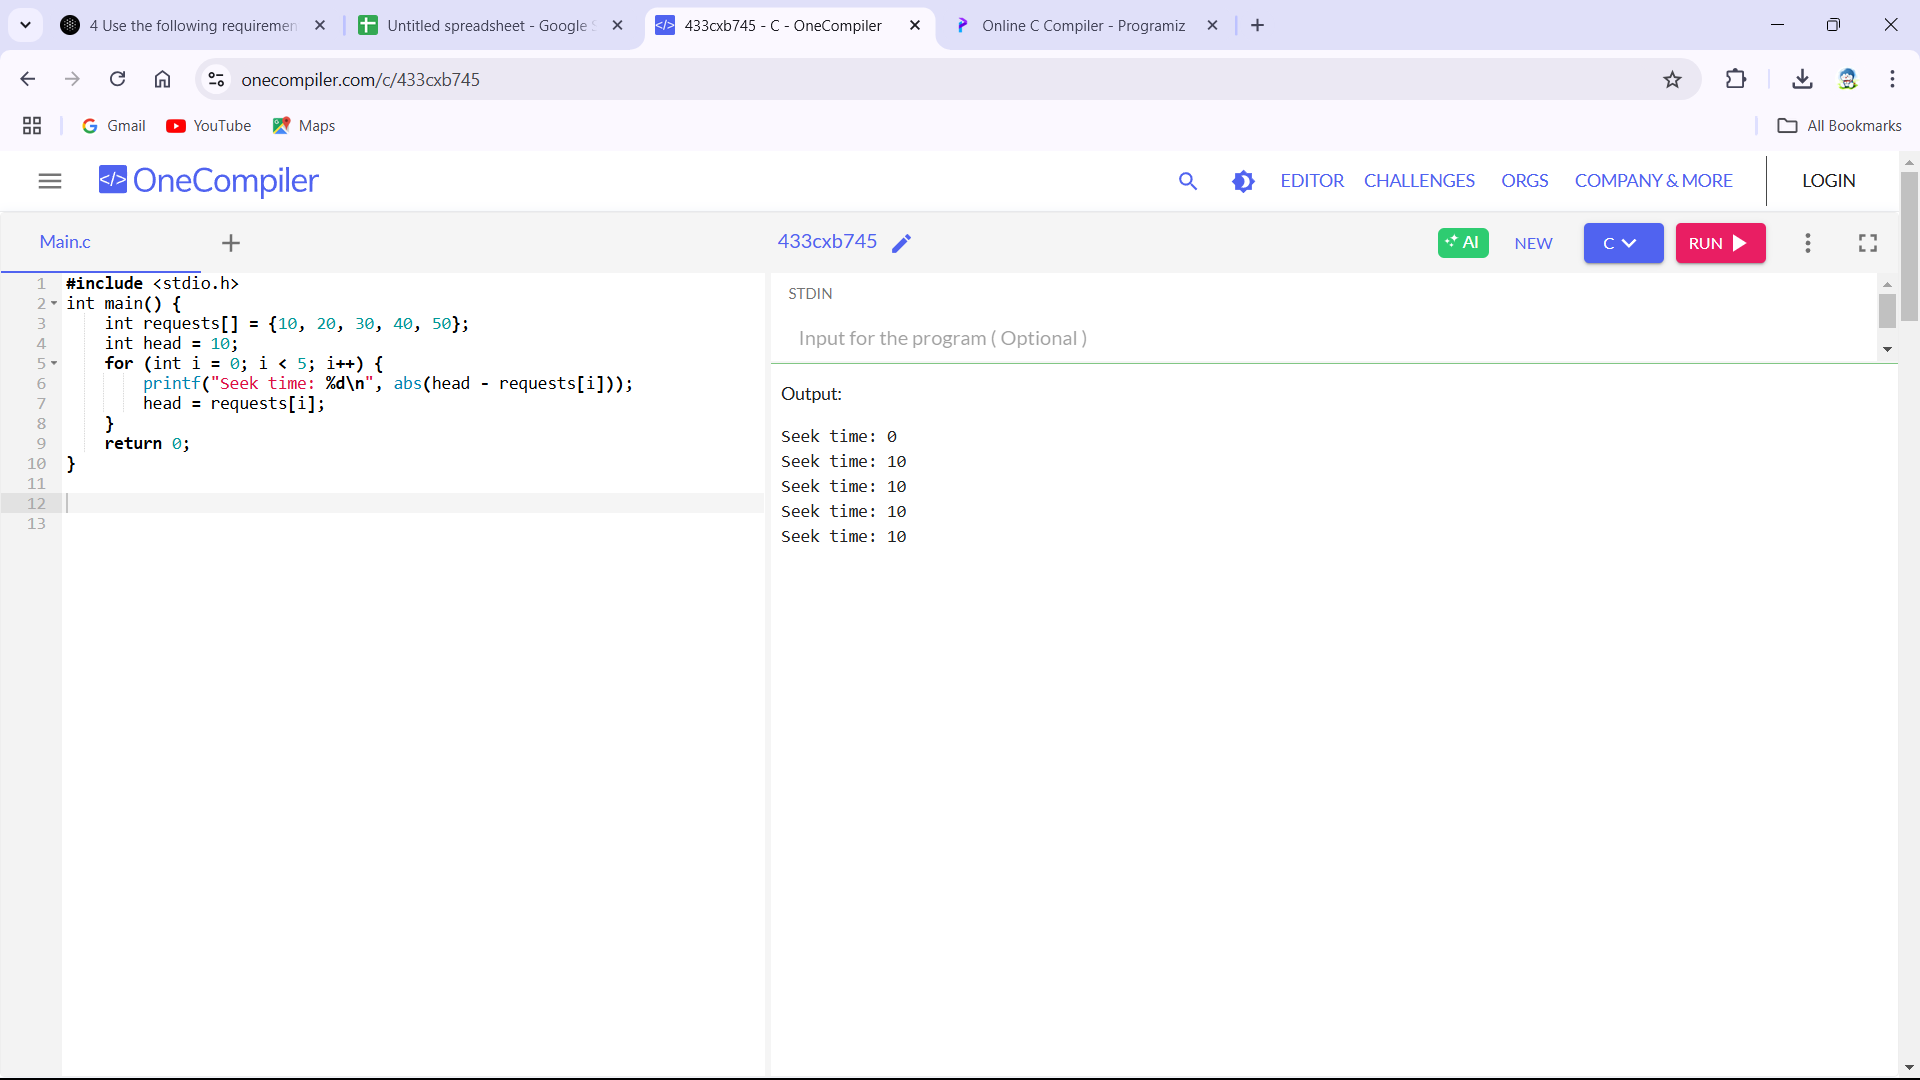 4 Use the following requiremen
Untitled spreadsheet - Google S
433cxb745 - C - OneCompiler
Online C Compiler - Programiz
onecompiler.com/c/433cxb745
Gmail
YouTube
Maps
All Bookmarks
</> OneCompiler
EDITOR
CHALLENGES
ORGS
COMPANY & MORE
LOGIN
Main.c
433cxb745
AI
NEW
C
RUN
1 #include <stdio.h>
2 int main() {
3     int requests[] = {10, 20, 30, 40, 50};
4     int head = 10;
5     for (int i = 0; i < 5; i++) {
6         printf("Seek time: %d\n", abs(head - requests[i]));
7         head = requests[i];
8     }
9     return 0;
10 }
11
12
13
STDIN
Input for the program ( Optional )
Output:
Seek time: 0
Seek time: 10
Seek time: 10
Seek time: 10
Seek time: 10